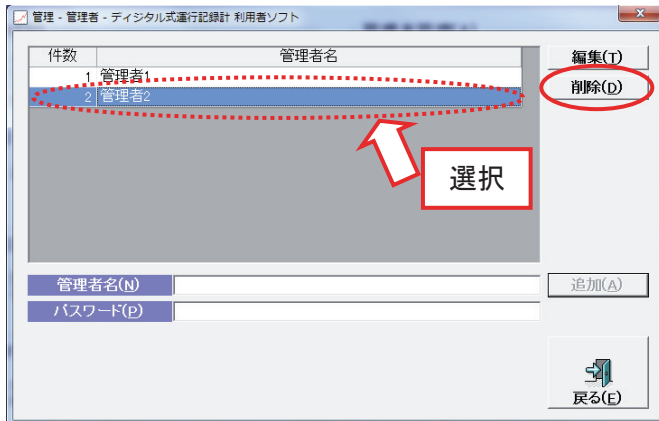 管理 - 管理者 - ディジタル式運行記録計 利用者ソフト
件数 管理者名
1 管理者1
2 管理者2
編集(T)
削除(D)
選択
管理者名(N)
追加(A)
パスワード(P)
戻る(E)